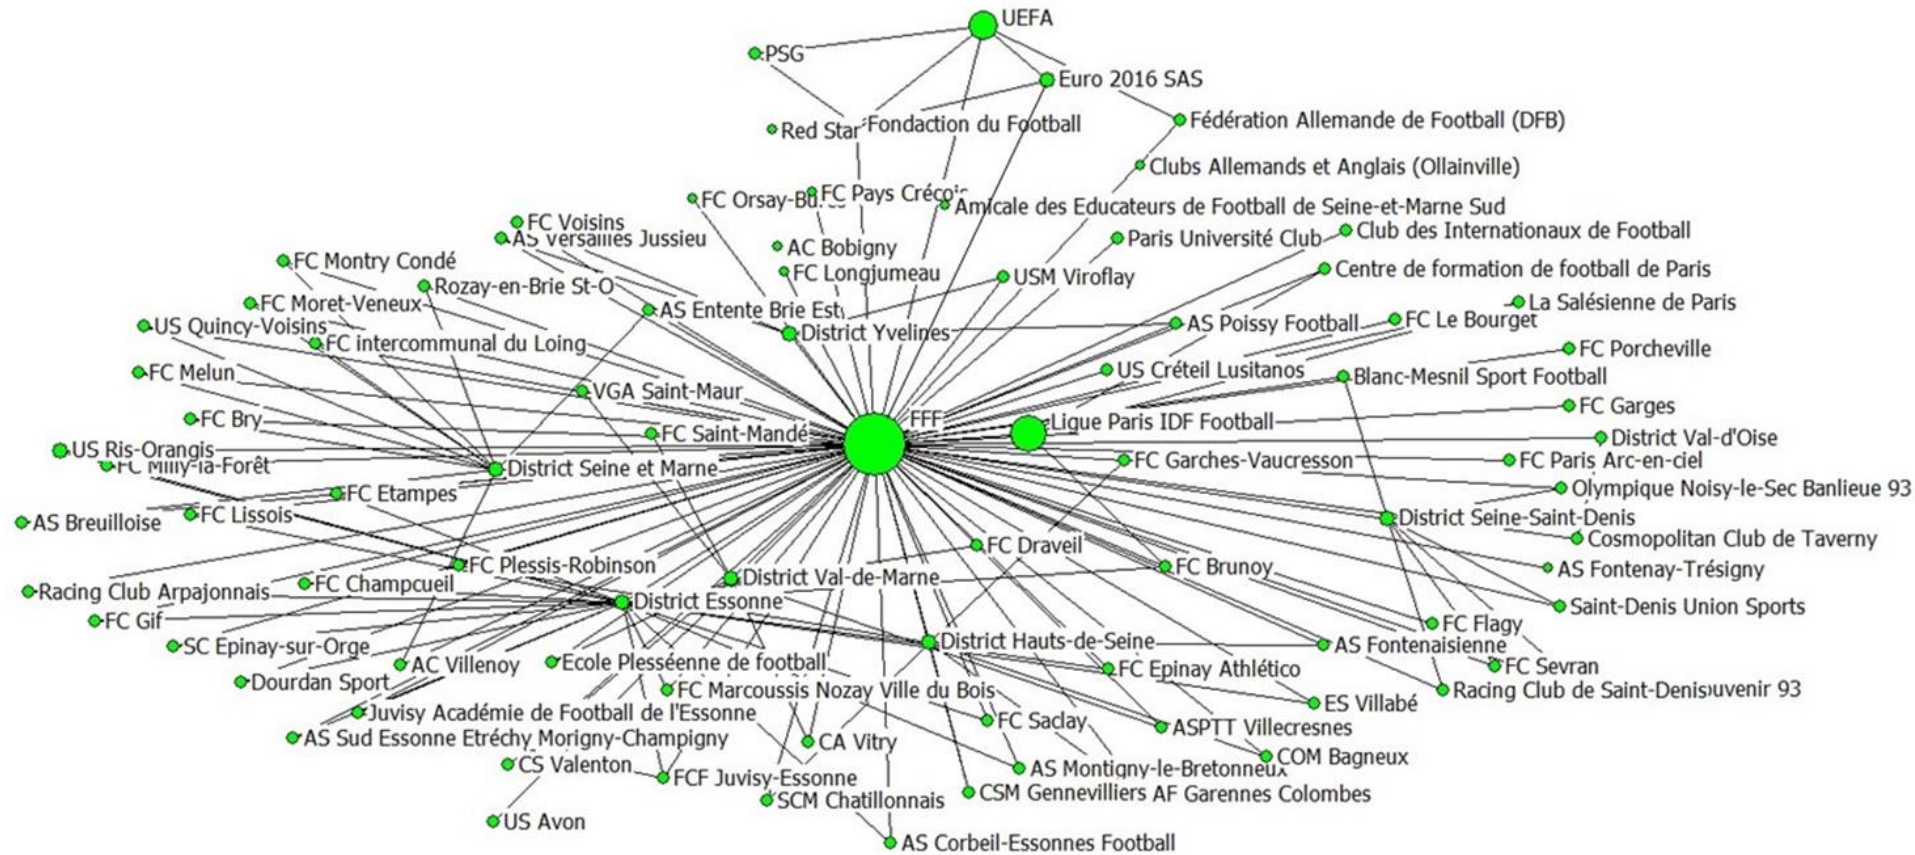 UEFA
PSG
Euro 2016 SAS
Red Star
Fondaction du Football
Fédération Allemande de Football (DFB)
Clubs Allemands et Anglais (Ollainville)
FC Orsay-Bures
FC Pays Crécois
Amicale des Educateurs de Football de Seine-et-Marne Sud
FC Voisins
AS Versailles Jussieu
AC Bobigny
Paris Université Club
Club des Internationaux de Football
FC Montry Condé
Rozay-en-Brie St-O
FC Longjumeau
USM Viroflay
Centre de formation de football de Paris
FC Moret-Veneux
AS Entente Brie Est
La Salésienne de Paris
US Quincy-Voisins
FC intercommunal du Loing
District Yvelines
AS Poissy Football
FC Le Bourget
FC Porcheville
FC Melun
VGA Saint-Maur
US Créteil Lusitanos
Blanc-Mesnil Sport Football
FC Bry
FC Saint-Mandé
FFF
Ligue Paris IDF Football
FC Garges
US Ris-Orangis
District Val-d'Oise
FC Milly-la-Forêt
District Seine et Marne
FC Garches-Vaucresson
FC Paris Arc-en-ciel
FC Etampes
Olympique Noisy-le-Sec Banlieue 93
AS Breuilloise
FC Lissois
District Seine-Saint-Denis
Cosmopolitan Club de Taverny
FC Draveil
FC Plessis-Robinson
FC Brunoy
AS Fontenay-Trésigny
Racing Club Arpajonnais
FC Champcueil
District Val-de-Marne
District Essonne
Saint-Denis Union Sports
FC Gif
FC Flagy
SC Epinay-sur-Orge
District Hauts-de-Seine
AS Fontenaisienne
AC Villenoy
Ecole Plesséenne de football
FC Epinay Athlético
FC Sevran
Dourdan Sport
FC Marcoussis Nozay Ville du Bois
Racing Club de Saint-Denis
93
ES Villabé
Juvisy Académie de Football de l'Essonne
FC Saclay
ASPTT Villecresnes
AS Sud Essonne Etréchy Morigny-Champigny
CA Vitry
COM Bagneux
CS Valenton
AS Montigny-le-Bretonneux
FCF Juvisy-Essonne
SCM Chatillonnais
CSM Gennevilliers
AF Garennes Colombes
US Avon
AS Corbeil-Essonnes Football